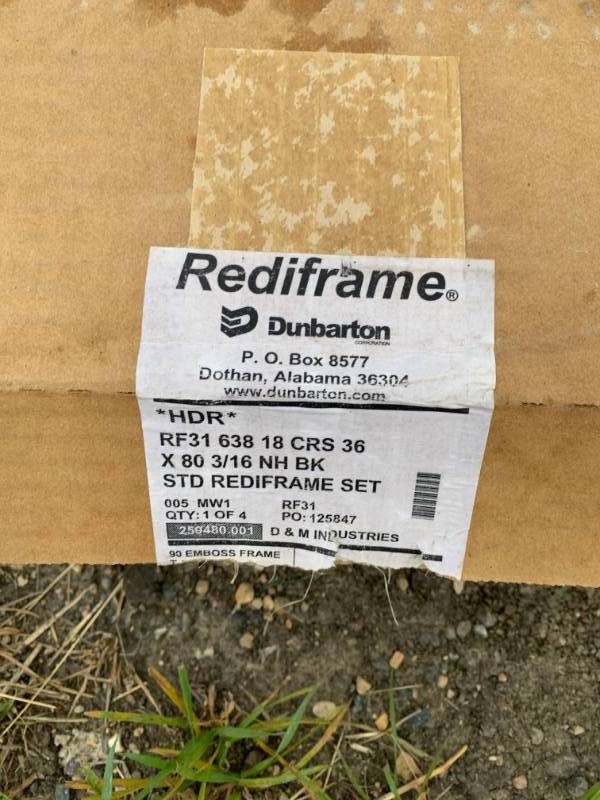 Rediframe®
Dunbarton
CORPORATION
P. O. Box 8577
Dothan, Alabama 36304
www.dunbarton.com
*HDR*
RF31 638 18 CRS 36
X 80 3/16 NH BK
STD REDIFRAME SET
005 MW1 RF31
QTY: 1 OF 4 PO: 125847
259480.001 D & M INDUSTRIES
90 EMBOSS FRAME